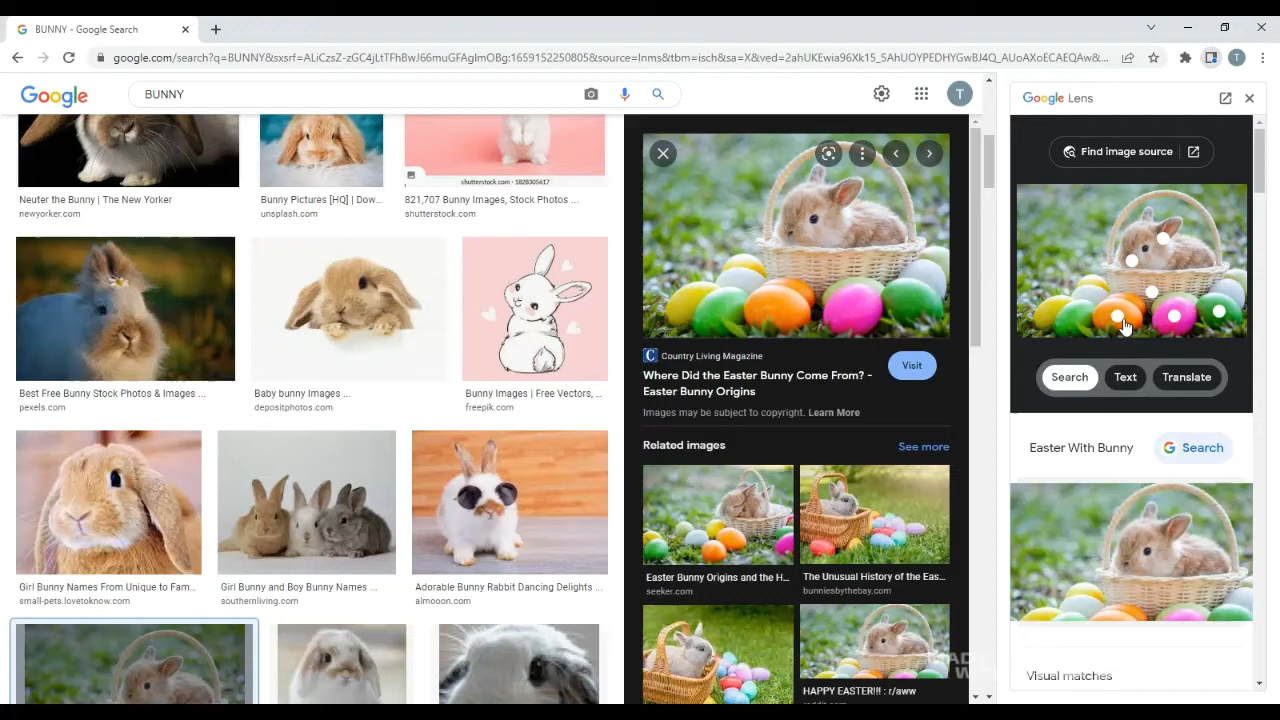 BUNNY - Google Search
google.com/search?q=BUNNY&sxsrf=ALiCzsZ-zGC4jLtTFhBwJ66muGFAgImOBg:1659152250805&source=lnms&tbm=isch&sa=X&ved=2ahUKEwia96Xk15_5AhUOYPEDHYGwBJ4Q_AUoAXoECAEQAw&...
T
Google
BUNNY
T
Google Lens
Find image source
shutterstock.com · 1828305617
Neuter the Bunny | The New Yorker
newyorker.com
Bunny Pictures [HQ] | Dow...
unsplash.com
821,707 Bunny Images, Stock Photos ...
shutterstock.com
Best Free Bunny Stock Photos & Images ...
pexels.com
Baby bunny Images ...
depositphotos.com
Bunny Images | Free Vectors, ...
freepik.com
Girl Bunny Names From Unique to Fam...
small-pets.lovetoknow.com
Girl Bunny and Boy Bunny Names ...
southernliving.com
Adorable Bunny Rabbit Dancing Delights ...
almooon.com
C Country Living Magazine
Where Did the Easter Bunny Come From? -
Easter Bunny Origins
Visit
Images may be subject to copyright. Learn More
Related images
See more
Easter Bunny Origins and the H...
seeker.com
The Unusual History of the Eas...
bunniesbythebay.com
HAPPY EASTER!!! : r/aww
Search
Text
Translate
Easter With Bunny
G Search
Visual matches